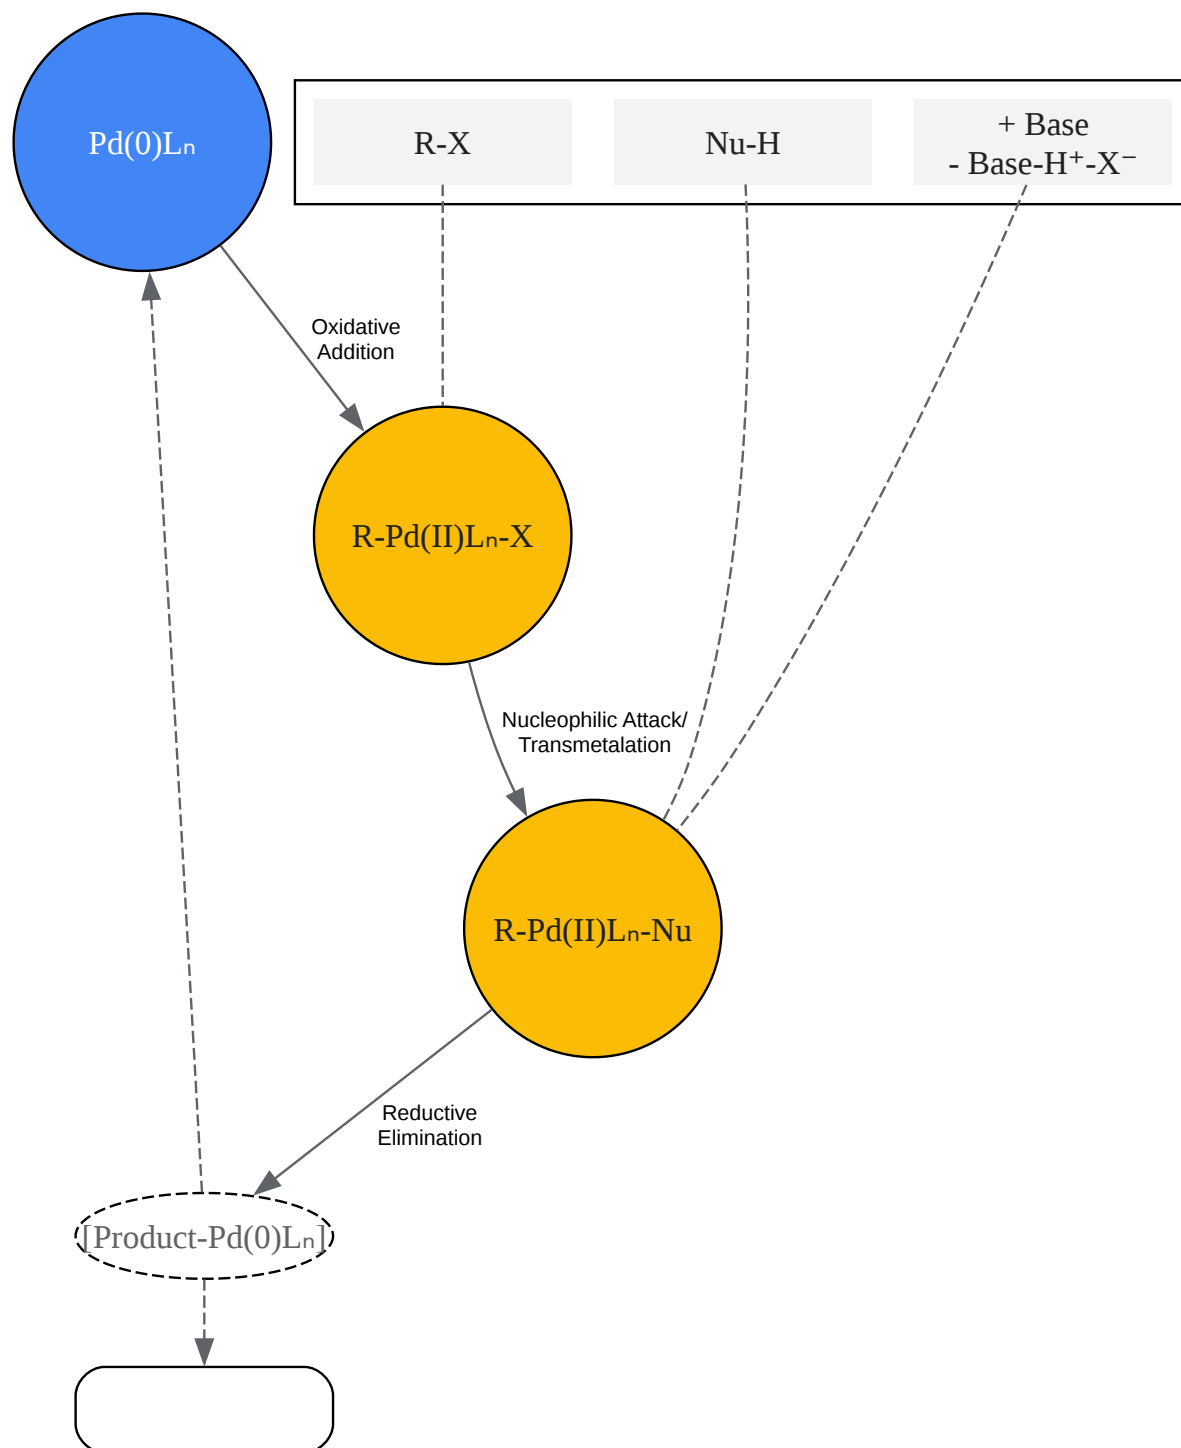 Pd(0)Lₙ
R-X
Nu-H
+ Base
- Base-H⁺-X⁻
Oxidative
Addition
R-Pd(II)Lₙ-X
Nucleophilic Attack/
Transmetalation
R-Pd(II)Lₙ-Nu
Reductive
Elimination
[Product-Pd(0)Lₙ]